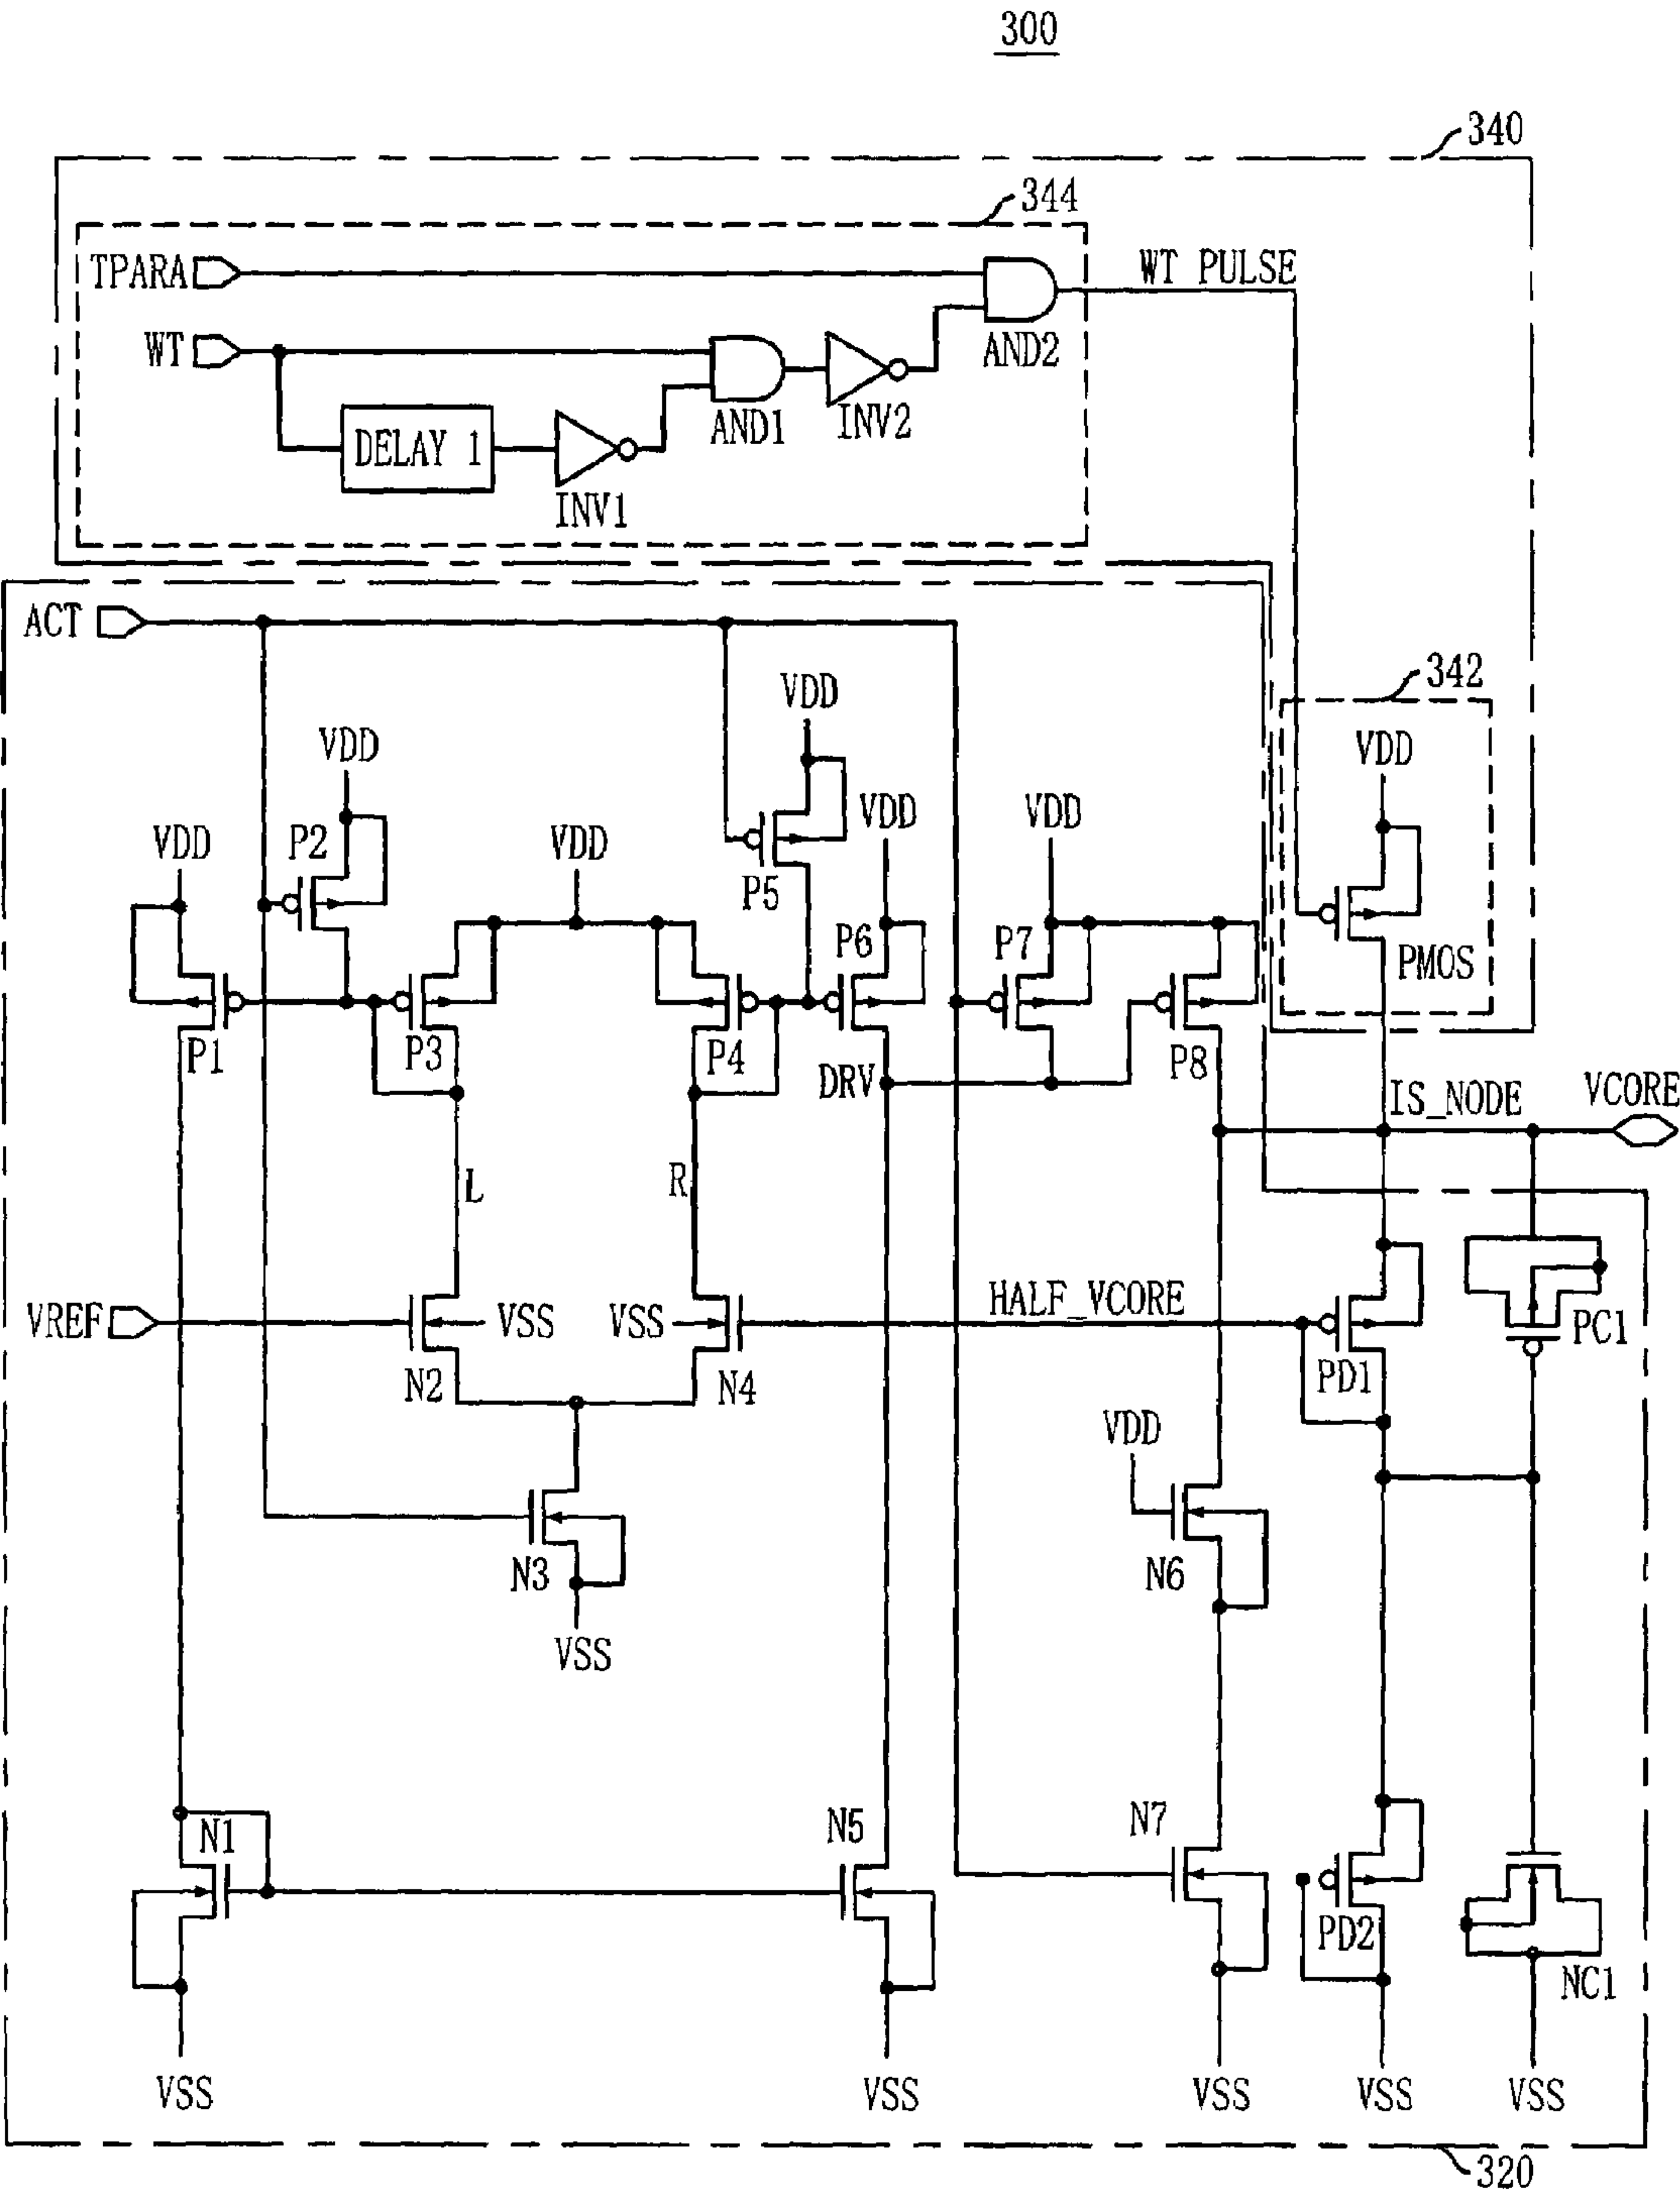 300
340
344
TPARA
WT PULSE
WT
AND2
AND1
INV2
DELAY 1
INV1
ACT
342
VDD
VDD
VDD
VDD
VDD
VDD
VDD
P2
P5
P6
P7
PMOS
P1
P3
P4
DRV
P8
IS_NODE
VCORE
L
R
HALF_VCORE
VREF
VSS
VSS
PC1
N2
N4
PD1
VDD
N3
N6
VSS
N1
N5
N7
PD2
NC1
VSS
VSS
VSS
VSS
VSS
320